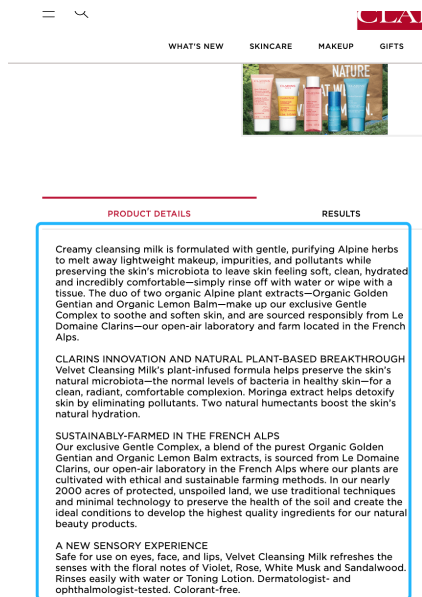 CLA
WHAT'S NEW SKINCARE MAKEUP GIFTS
NATURE
PRODUCT DETAILS RESULTS
Creamy cleansing milk is formulated with gentle, purifying Alpine herbs
to melt away lightweight makeup, impurities, and pollutants while
preserving the skin's microbiota to leave skin feeling soft, clean, hydrated
and incredibly comfortable—simply rinse off with water or wipe with a
tissue. The duo of two organic Alpine plant extracts—Organic Golden
Gentian and Organic Lemon Balm—make up our exclusive Gentle
Complex to soothe and soften skin, and are sourced responsibly from Le
Domaine Clarins—our open-air laboratory and farm located in the French
Alps.
CLARINS INNOVATION AND NATURAL PLANT-BASED BREAKTHROUGH
Velvet Cleansing Milk's plant-infused formula helps preserve the skin's
natural microbiota—the normal levels of bacteria in healthy skin—for a
clean, radiant, comfortable complexion. Moringa extract helps detoxify
skin by eliminating pollutants. Two natural humectants boost the skin's
natural hydration.
SUSTAINABLY-FARMED IN THE FRENCH ALPS
Our exclusive Gentle Complex, a blend of the purest Organic Golden
Gentian and Organic Lemon Balm extracts, is sourced from Le Domaine
Clarins, our open-air laboratory in the French Alps where our plants are
cultivated with ethical and sustainable farming methods. In our nearly
2000 acres of protected, unspoiled land, we use traditional techniques
and minimal technology to preserve the health of the soil and create the
ideal conditions to develop the highest quality ingredients for our natural
beauty products.
A NEW SENSORY EXPERIENCE
Safe for use on eyes, face, and lips, Velvet Cleansing Milk refreshes the
senses with the floral notes of Violet, Rose, White Musk and Sandalwood.
Rinses easily with water or Toning Lotion. Dermatologist- and
ophthalmologist-tested. Colorant-free.